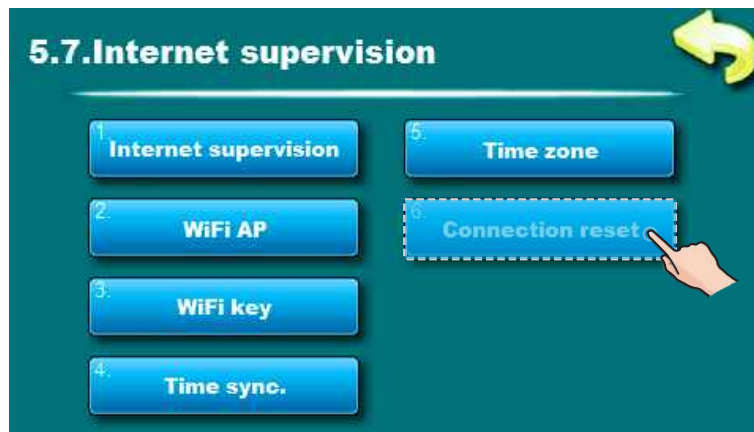 5.7.Internet supervision
1.
Internet supervision
2.
WiFi AP
3.
WiFi key
4.
Time sync.
5.
Time zone
6.
Connection reset